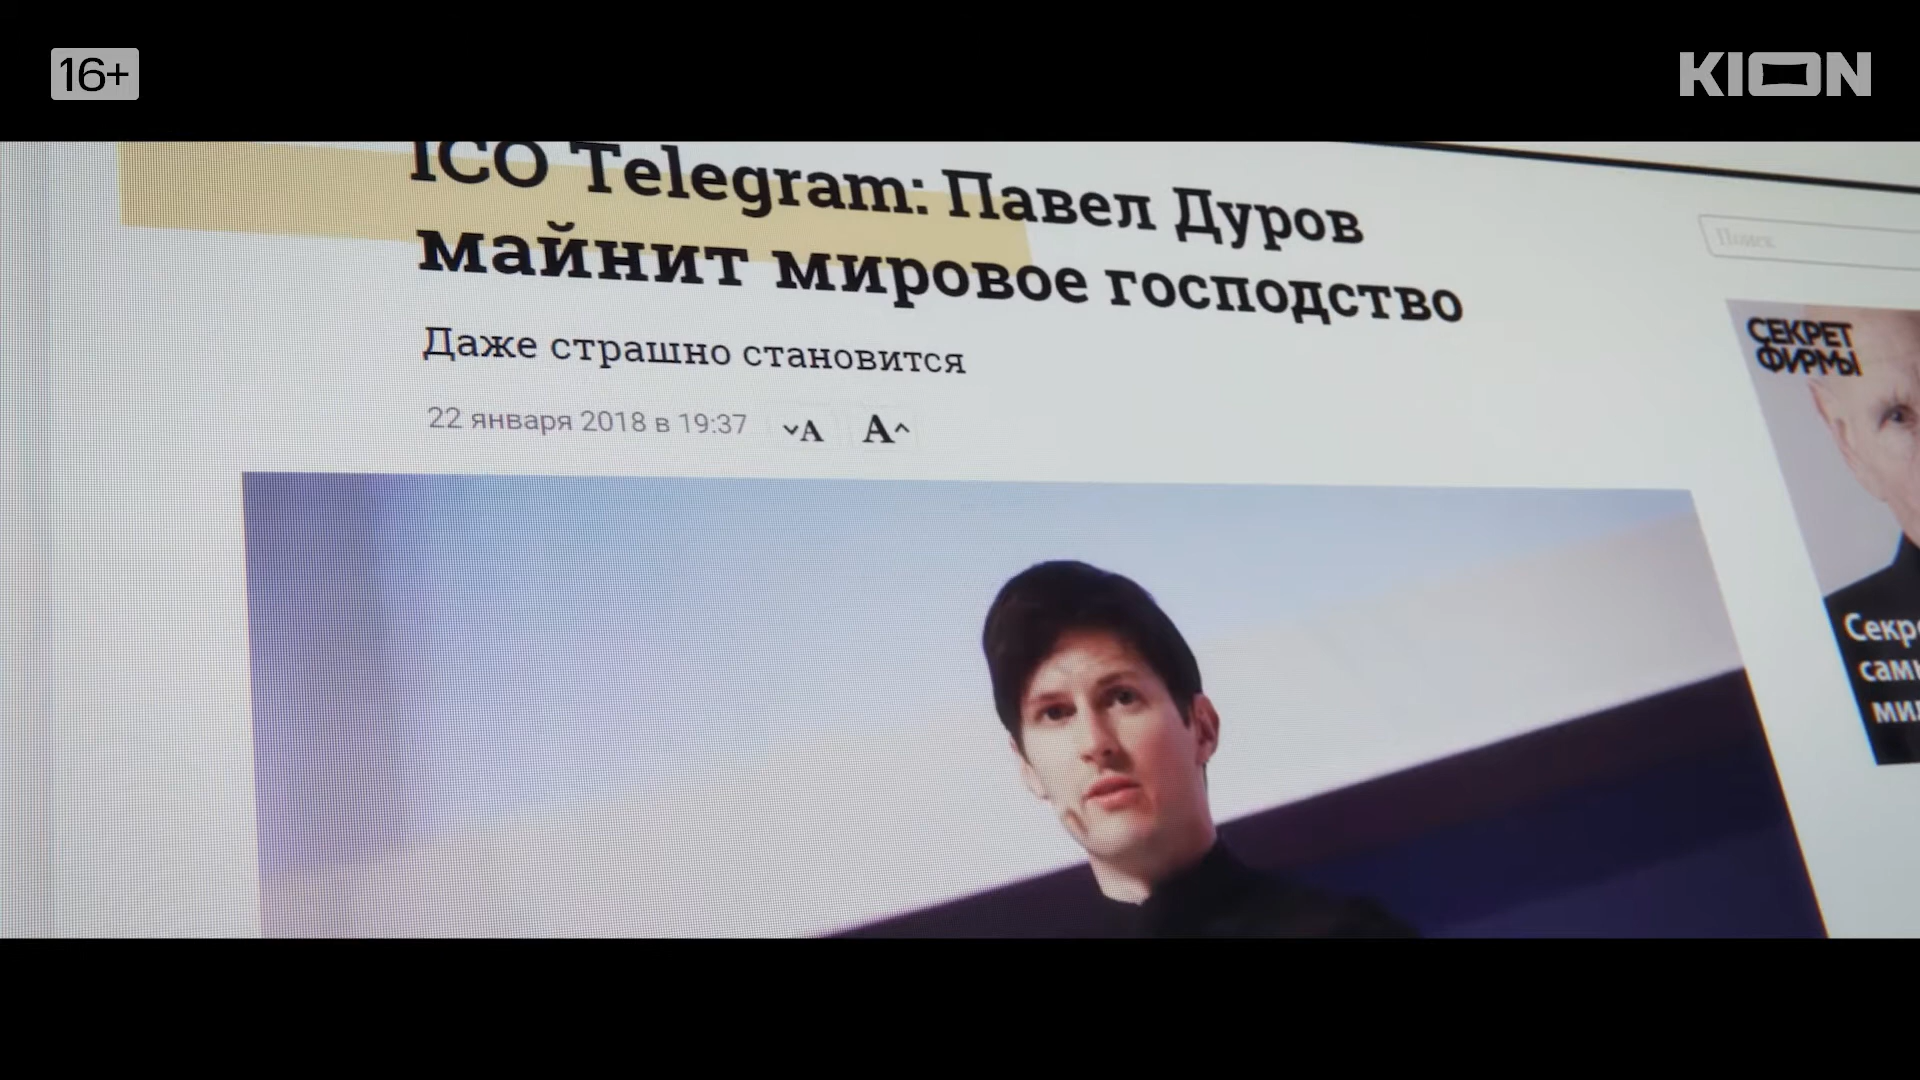 16+
KION
ICO Telegram: Павел Дуров
майнит мировое господство
Даже страшно становится
22 января 2018 в 19:37
A A
Поиск
СЕКРЕТ
ФИРМЫ